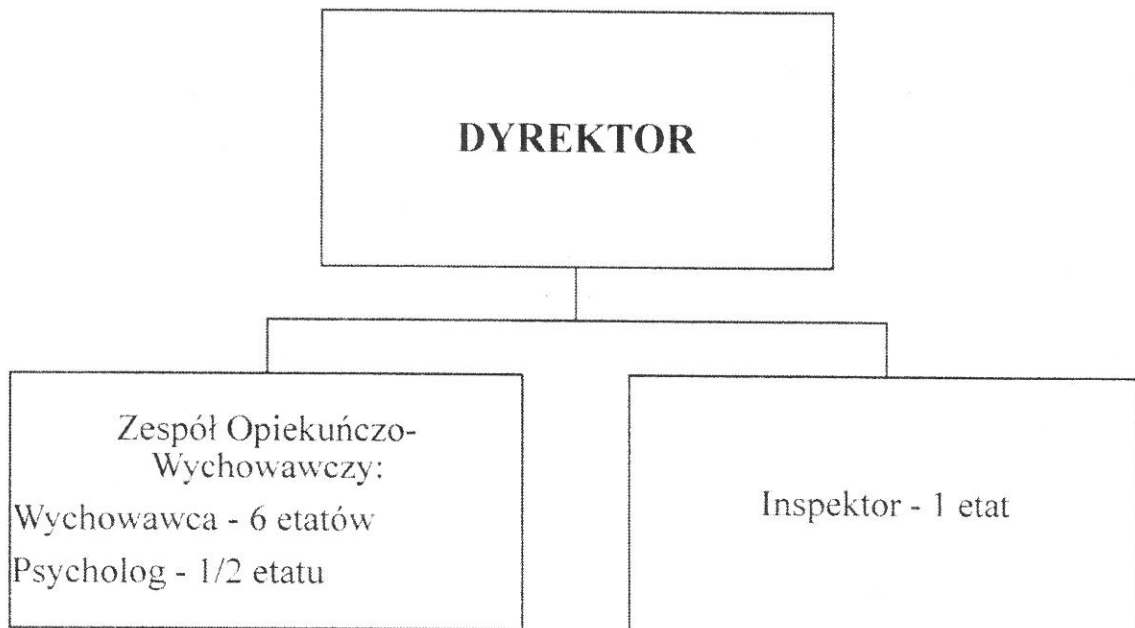 DYREKTOR
Zespół Opiekuńczo-
Wychowawczy:
Wychowawca - 6 etatów
Psycholog - 1/2 etatu
Inspektor - 1 etat